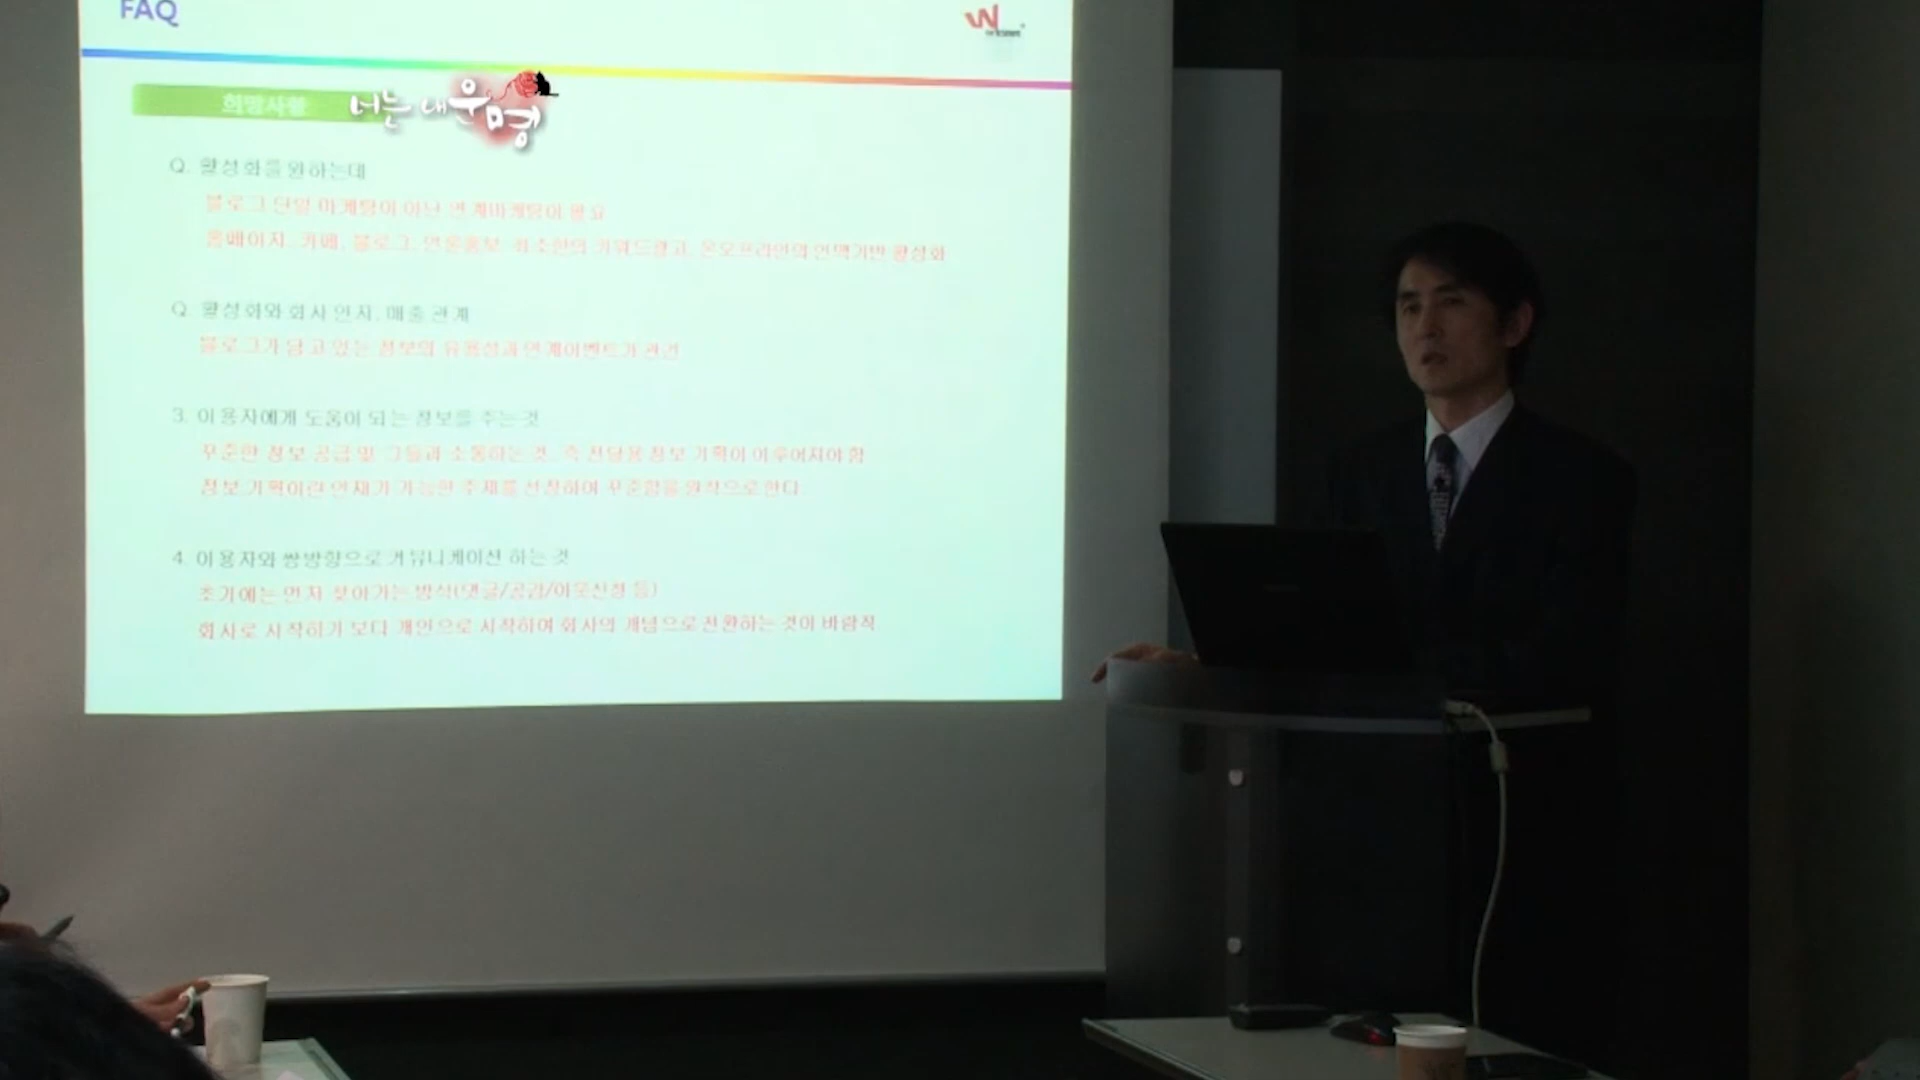 FAQ
희망사항
너는 내 운명
Q. 활성화를 원하는데
블로그 단일 마케팅이 아닌 연계마케팅이 필요
홈페이지, 카페, 블로그, 언론홍보, 최소한의 키워드광고, 온오프라인의 인맥기반 활성화
Q. 활성화와 회사 인지, 매출 관계
블로그가 담고 있는 정보의 유용성과 연계이벤트가 관건
3. 이용자에게 도움이 되는 정보를 주는 것
꾸준한 정보 공급 및 그들과 소통하는 것, 즉 전달용 정보 기획이 이루어져야 함
정보 기획이란 연재가 가능한 주제를 선정하여 꾸준함을 원칙으로 한다
4. 이용자와 쌍방향으로 커뮤니케이션 하는 것
초기에는 먼저 찾아가는 방식(댓글/공감/이웃신청 등)
회사로 시작하기 보다 개인으로 시작하여 회사의 개념으로 전환하는 것이 바람직